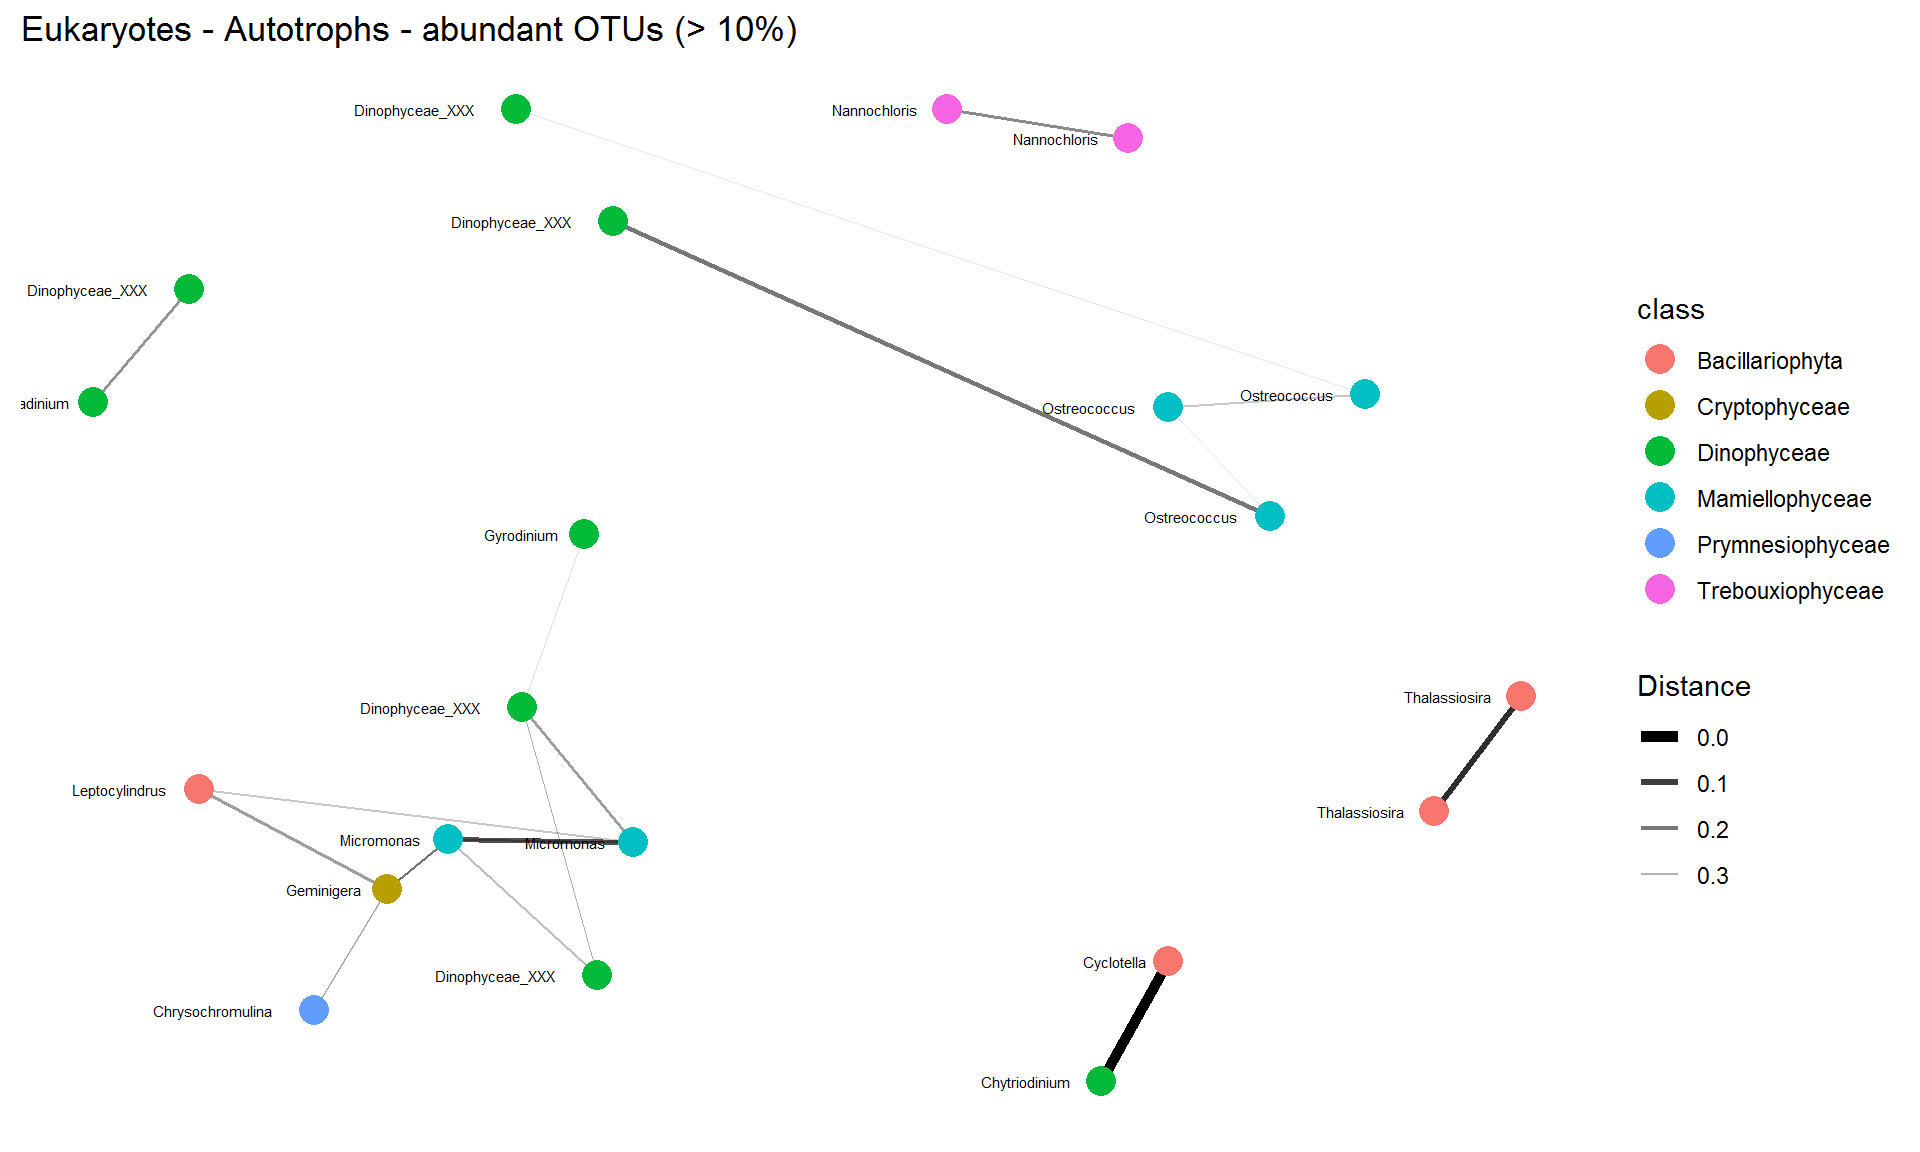 Eukaryotes - Autotrophs - abundant OTUs (> 10%)
Dinophyceae_XXX
Nannochloris
Nannochloris
Dinophyceae_XXX
Dinophyceae_XXX
adinium
Ostreococcus
Ostreococcus
Ostreococcus
Gyrodinium
Dinophyceae_XXX
Leptocylindrus
Micromonas
Micromonas
Geminigera
Dinophyceae_XXX
Chrysochromulina
Thalassiosira
Thalassiosira
Cyclotella
Chytriodinium
class
Bacillariophyta
Cryptophyceae
Dinophyceae
Mamiellophyceae
Prymnesiophyceae
Trebouxiophyceae
Distance
0.0
0.1
0.2
0.3